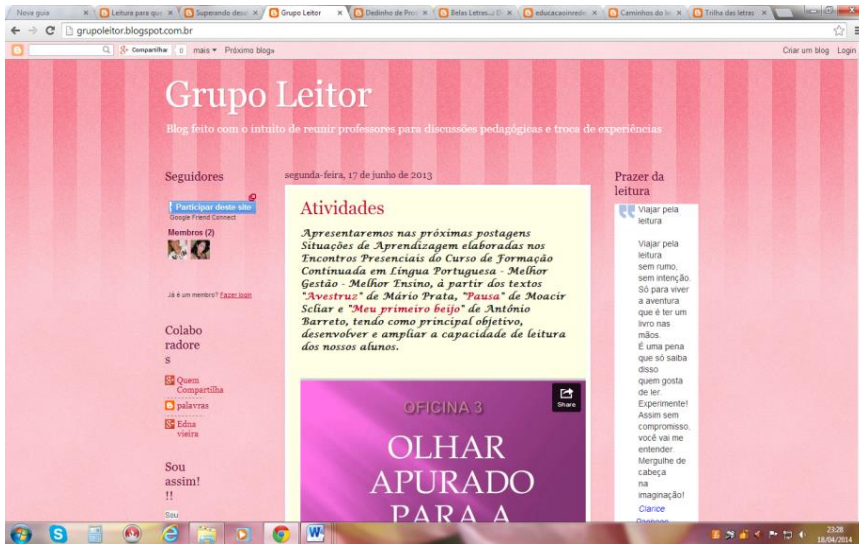 Nova guia
Leitura para qu
Superando desa
Grupo Leitor
Dedinho de Pro
Belas Letras...: D
educacaoinrede
Caminhos do le
Trilha das letras
grupoleitor.blogspot.com.br
Compartilhar 0 mais Próximo blog» Criar um blog Login
Grupo Leitor
Blog feito com o intuito de reunir professores para discussões pedagógicas e troca de experiências
Seguidores
Participar deste site
Google Friend Connect
Membros (2)
Já é um membro? Fazer login
Colabo
radore
s
Quem
Compartilha
palavras
Edna
vieira
Sou
assim!
!!
Sou
segunda-feira, 17 de junho de 2013
Atividades
Apresentaremos nas próximas postagens
Situações de Aprendizagem elaboradas nos
Encontros Presenciais do Curso de Formação
Continuada em Língua Portuguesa - Melhor
Gestão - Melhor Ensino, à partir dos textos
"Avestruz" de Mário Prata, "Pausa" de Moacir
Scliar e "Meu primeiro beijo" de Antônio
Barreto, tendo como principal objetivo,
desenvolver e ampliar a capacidade de leitura
dos nossos alunos.
Share
OFICINA 3
OLHAR
APURADO
PARA A
Prazer da
leitura
Viajar pela
leitura
Viajar pela
leitura
sem rumo,
sem intenção.
Só para viver
a aventura
que é ter um
livro nas
mãos.
É uma pena
que só saiba
disso
quem gosta
de ler.
Experimente!
Assim sem
compromisso,
você vai me
entender.
Mergulhe de
cabeça
na
imaginação!
Clarice
23:28
18/04/2014